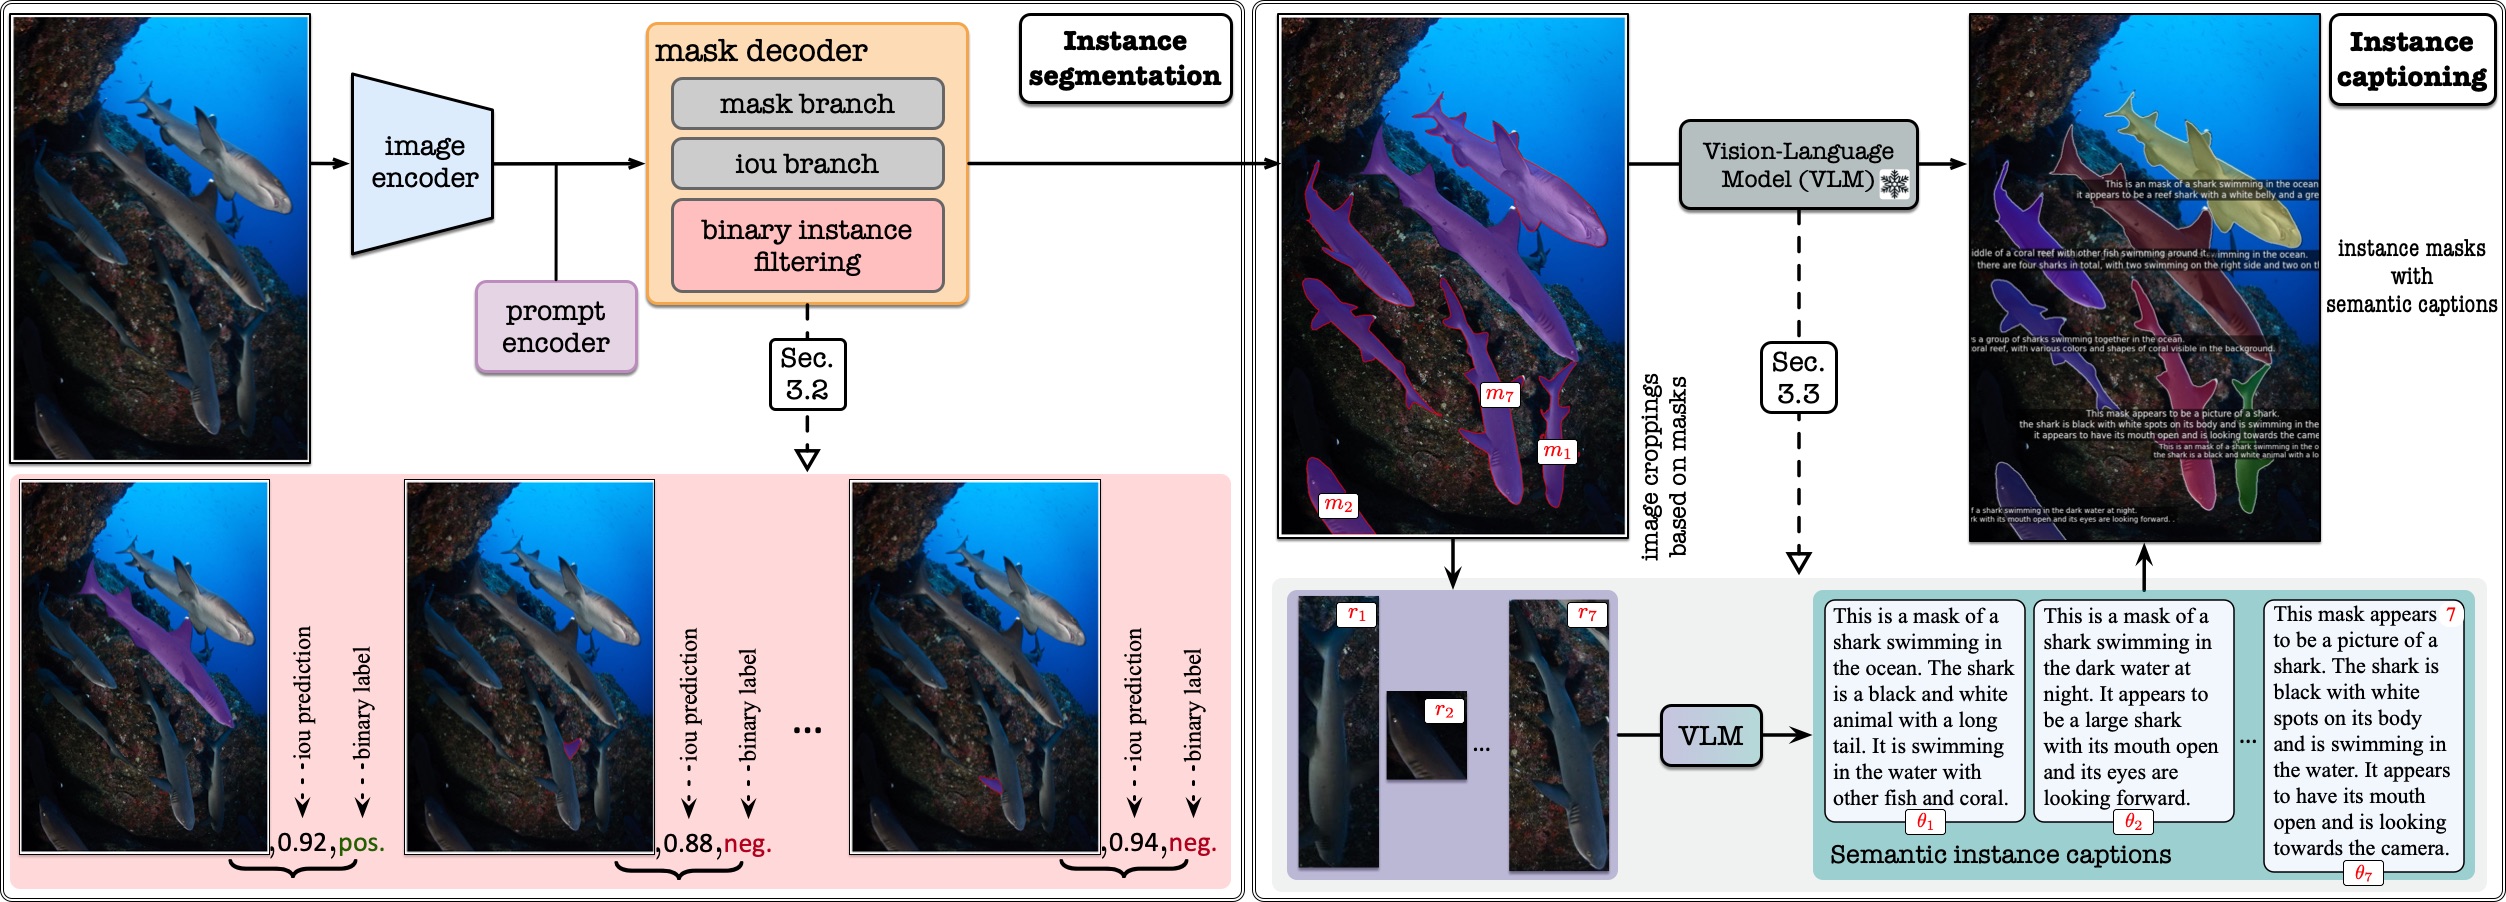 Instance
segmentation
mask decoder
mask branch
iou branch
binary instance
filtering
image
encoder
prompt
encoder
Sec.
3.2
iou prediction
binary label
,0.92,pos.
iou prediction
binary label
,0.88,neg.
...
iou prediction
binary label
,0.94,neg.
Instance
captioning
m7
m1
m2
Vision-Language
Model (VLM)
This is an mask of a shark swimming in the ocean
it appears to be a reef shark with a white belly and a gre
iddle of a coral reef with other fish swimming around it.
imming in the ocean.
there are four sharks in total, with two swimming on the right side and two on tl
s a group of sharks swimming together in the ocean.
oral reef, with various colors and shapes of coral visible in the background.
This mask appears to be a picture of a shark.
the shark is black with white spots on its body and is swimming in the
it appears to have its mouth open and is looking towards the came
This is an mask of a shark swimming in the o
the shark is a black and white animal with a lo
f a shark swimming in the dark water at night.
rk with its mouth open and its eyes are looking forward. .
instance masks
with
semantic captions
image croppings
based on masks
Sec.
3.3
r1
r2
...
r7
VLM
This is a mask of a
shark swimming in
the ocean. The shark
is a black and white
animal with a long
tail. It is swimming
in the water with
other fish and coral.
θ1
This is a mask of a
shark swimming in
the dark water at
night. It appears to
be a large shark
with its mouth open
and its eyes are
looking forward.
θ2
...
This mask appears 7
to be a picture of a
shark. The shark is
black with white
spots on its body
and is swimming in
the water. It appears
to have its mouth
open and is looking
towards the camera.
θ7
Semantic instance captions